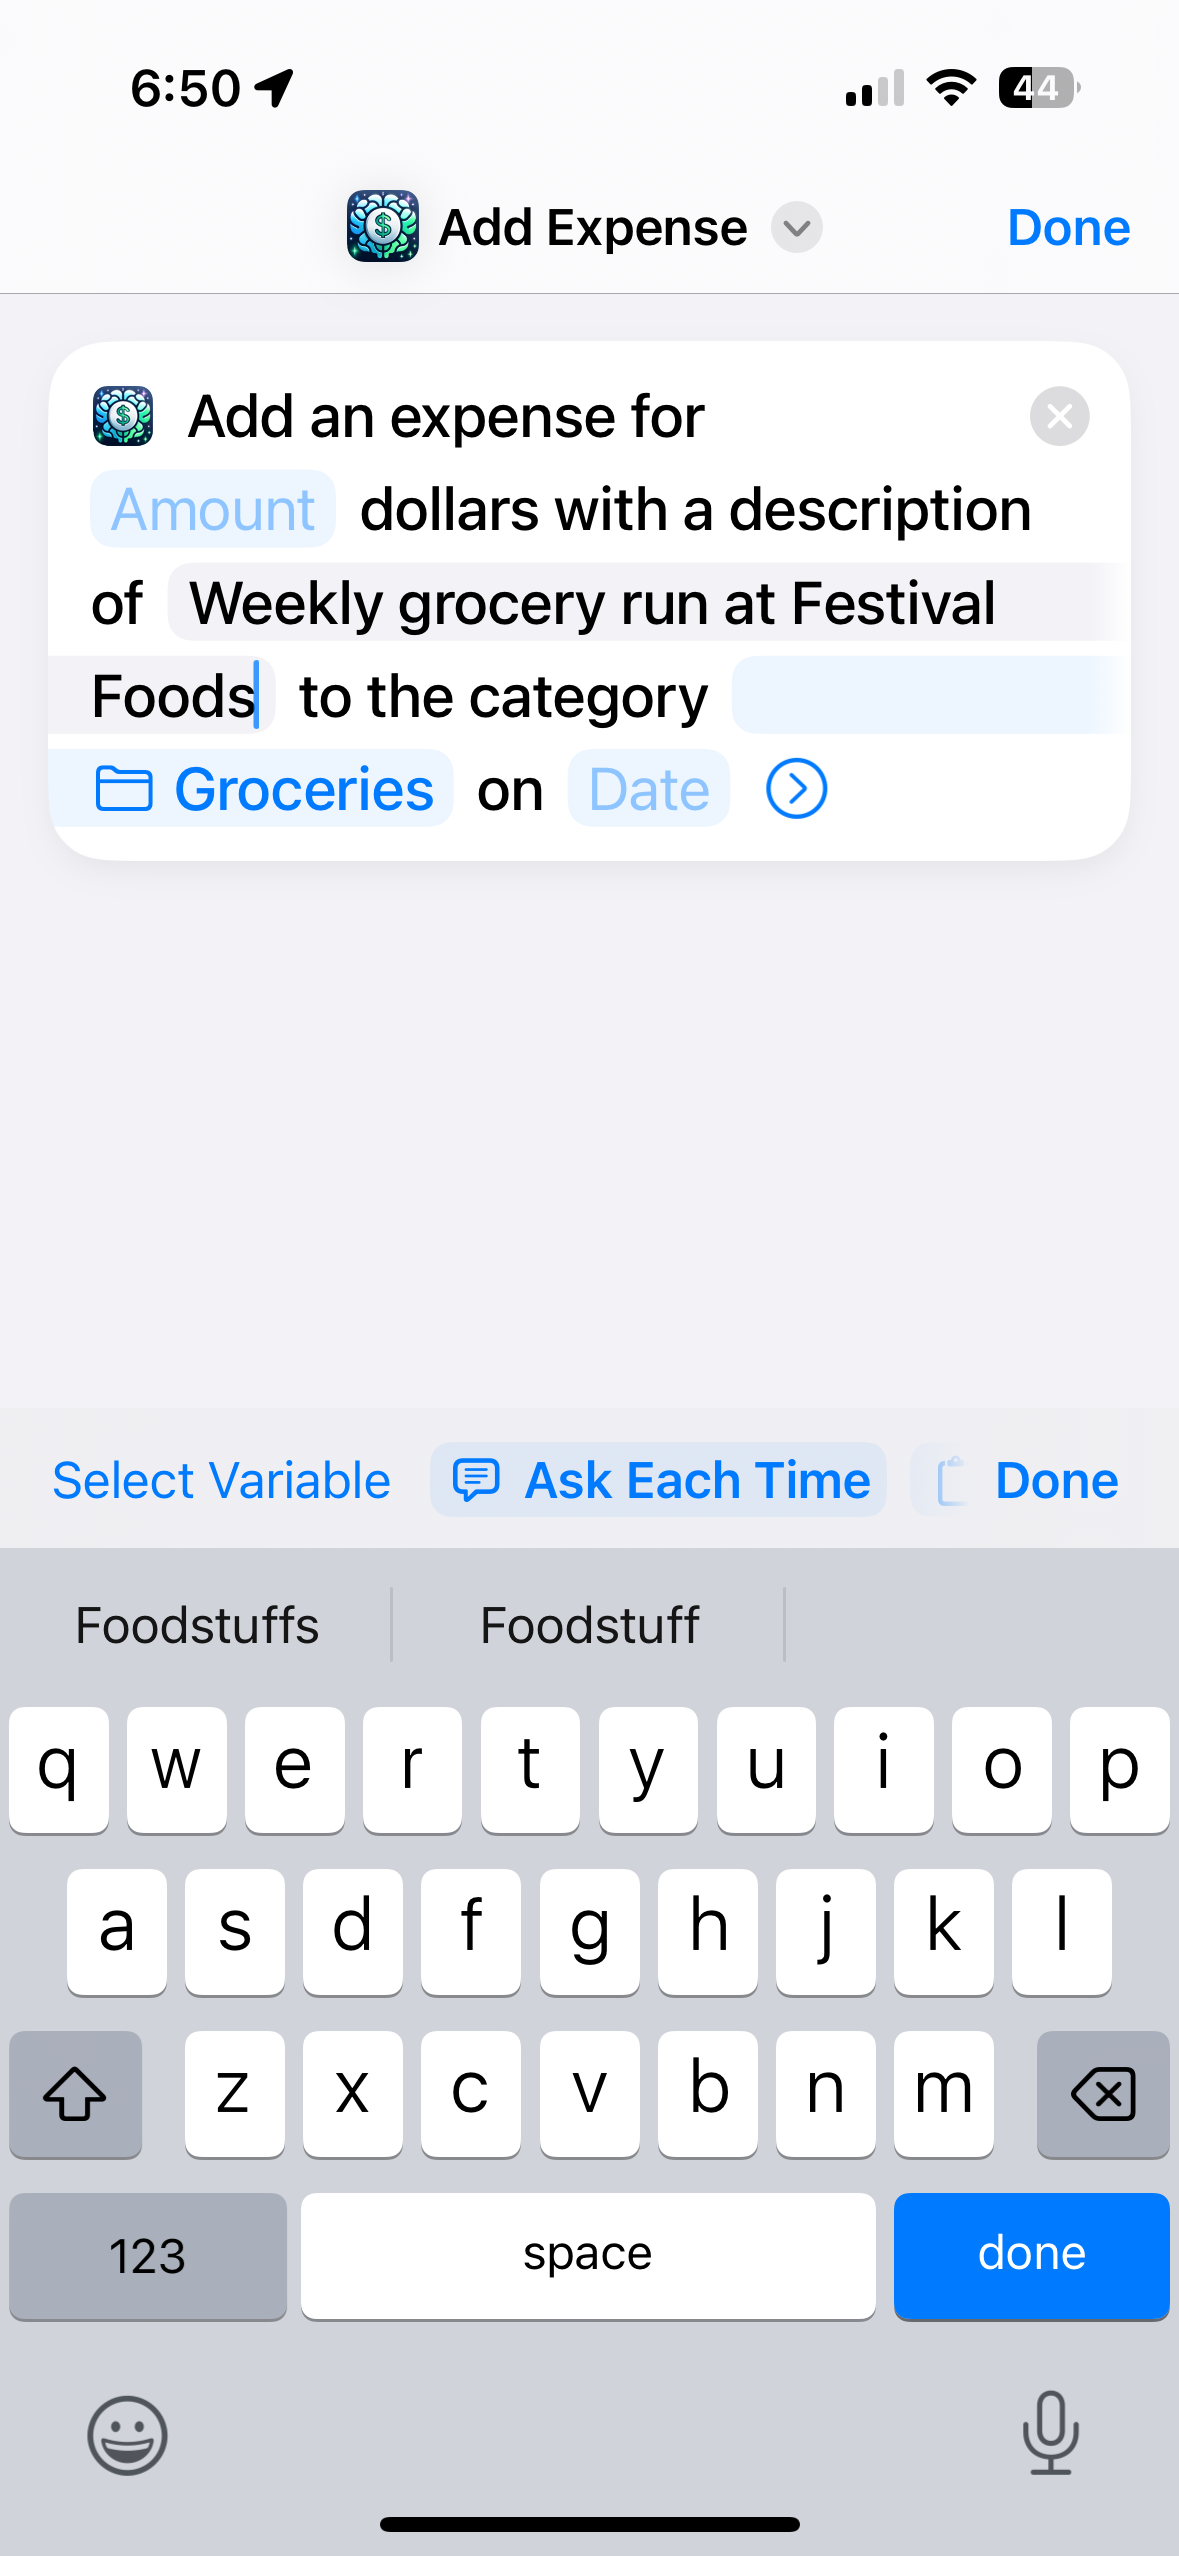 6:50
44
Add Expense
Done
Add an expense for
Amount dollars with a description
of Weekly grocery run at Festival
Foods to the category
Groceries on Date
Select Variable
Ask Each Time
Done
Foodstuffs
Foodstuff
q w e r t y u i o p
a s d f g h j k l
z x c v b n m
123
space
done